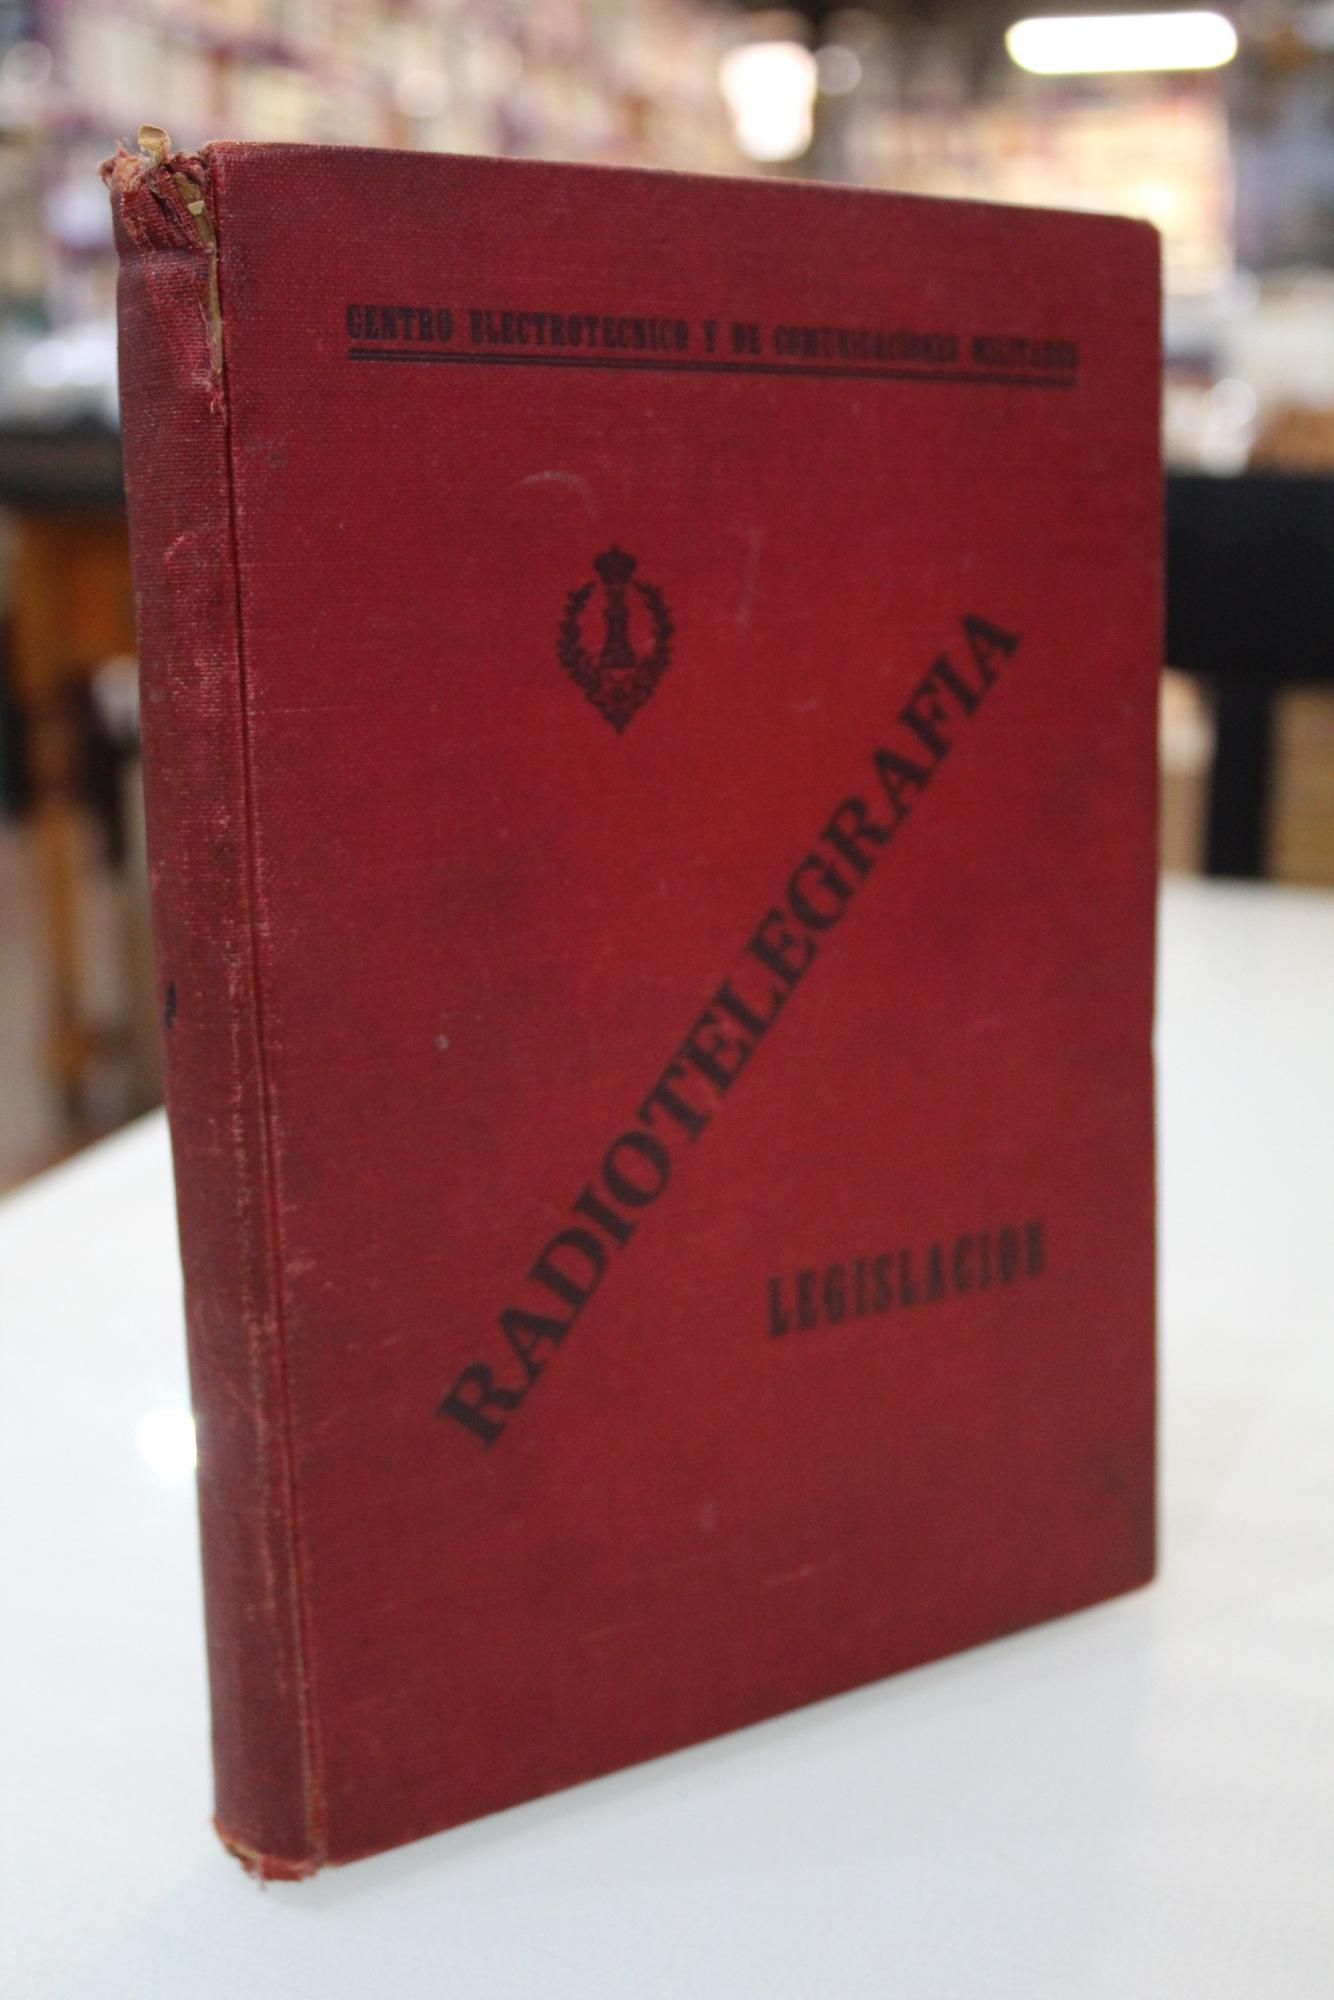 CENTRO ELECTROTECNICO Y DE COMUNICACIONES MILITARES
RADIOTELEGRAFIA
LEGISLACION